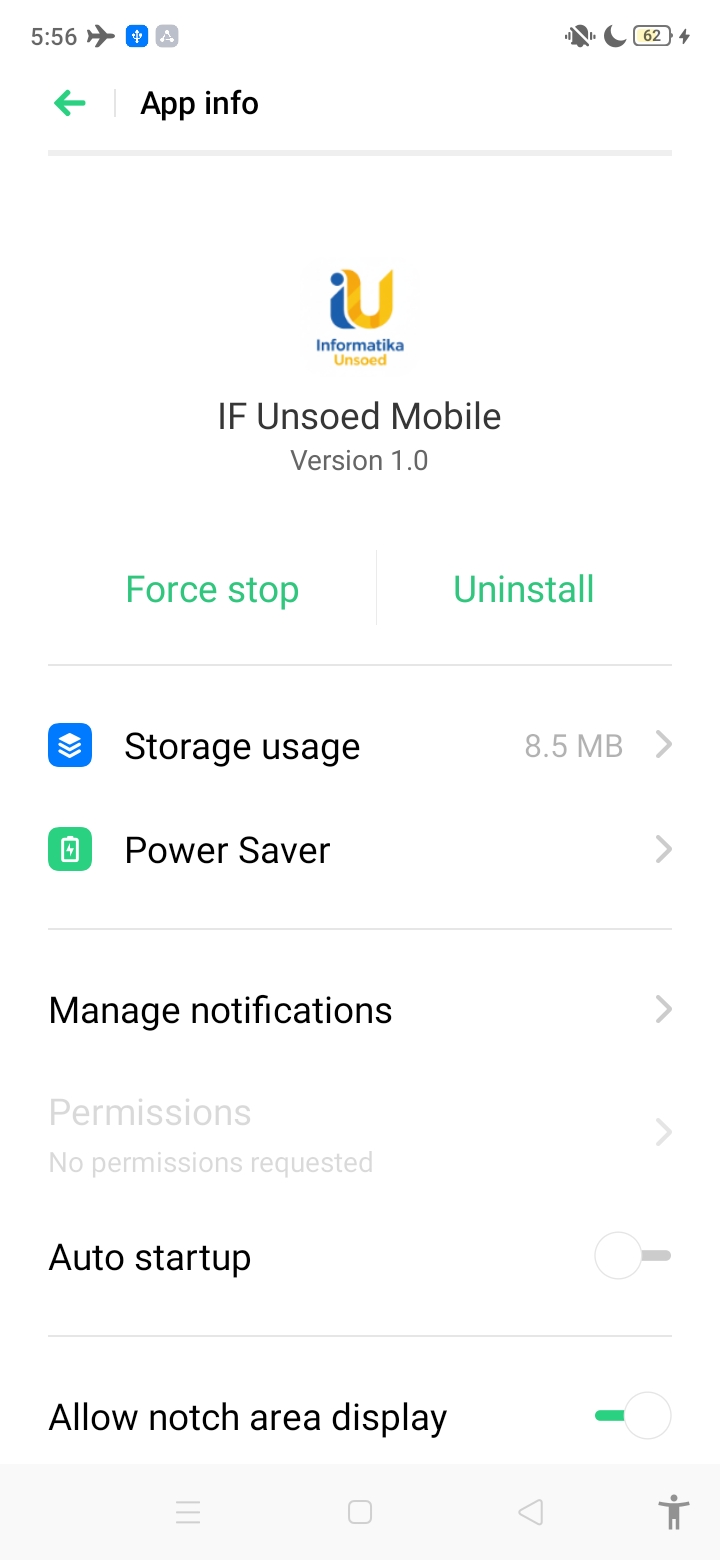 5:56
62
App info
Informatika
Unsoed
IF Unsoed Mobile
Version 1.0
Force stop
Uninstall
Storage usage
8.5 MB
Power Saver
Manage notifications
Permissions
No permissions requested
Auto startup
Allow notch area display